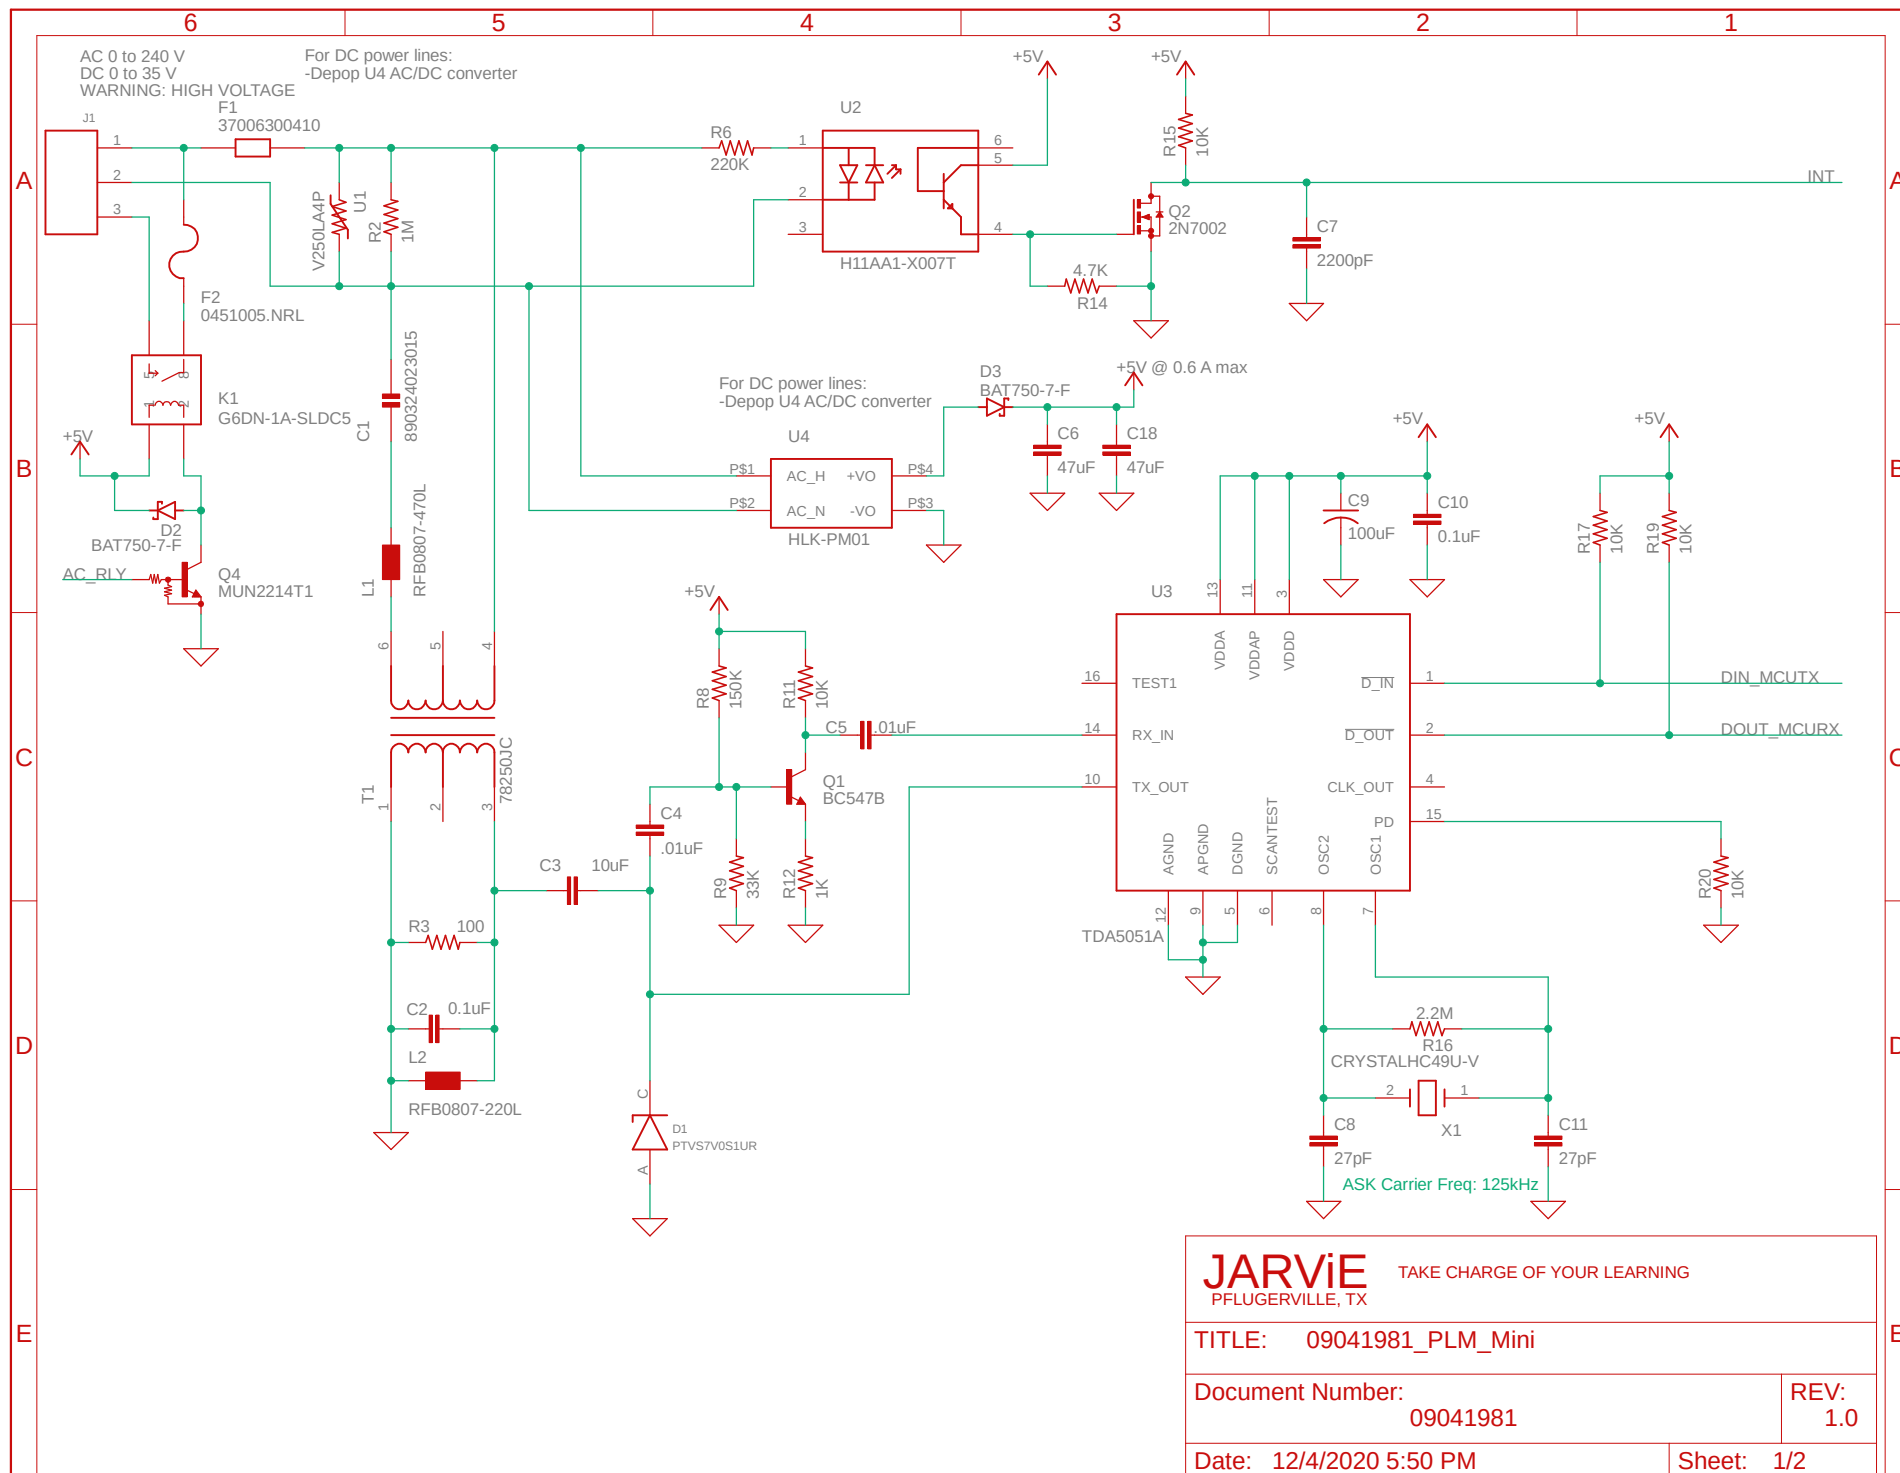 6 5 4 3 2 1
AC 0 to 240 V
DC 0 to 35 V
WARNING: HIGH VOLTAGE
For DC power lines:
-Depop U4 AC/DC converter
F1
37006300410
J1
1
2
3
A
A
V250LA4P
U1
R2
1M
F2
0451005.NRL
R6
220K
U2
1
2
3
6
5
4
H11AA1-X007T
+5V
+5V
R15
10K
INT
Q2
2N7002
C7
2200pF
4.7K
R14
5
8
1
2
K1
G6DN-1A-SLDC5
+5V
D2
BAT750-7-F
AC_RLY
Q4
MUN2214T1
B
B
C1
890324023015
L1
RFB0807-470L
For DC power lines:
-Depop U4 AC/DC converter
U4
P$1
P$2
AC_H
AC_N
+VO
-VO
P$4
P$3
HLK-PM01
D3
BAT750-7-F
+5V @ 0.6 A max
C6
47uF
C18
47uF
+5V
C9
100uF
C10
0.1uF
+5V
R17
10K
R19
10K
C
C
6
5
4
T1
78250JC
1
2
3
+5V
R8
150K
R11
10K
C5
.01uF
Q1
BC547B
C4
.01uF
C3
10uF
R9
33K
R12
1K
U3
13
11
3
VDDA
VDDAP
VDDD
16
TEST1
14
RX_IN
10
TX_OUT
D_IN
1
D_OUT
2
CLK_OUT
4
PD
15
AGND
APGND
DGND
SCANTEST
OSC2
OSC1
12
9
5
6
8
7
TDA5051A
DIN_MCUTX
DOUT_MCURX
R20
10K
R3
100
C2
0.1uF
L2
RFB0807-220L
D
D
C
D1
PTVS7V0S1UR
A
2.2M
R16
CRYSTALHC49U-V
2
1
X1
C8
27pF
C11
27pF
ASK Carrier Freq: 125kHz
E
E
JARViE
TAKE CHARGE OF YOUR LEARNING
PFLUGERVILLE, TX
TITLE: 09041981_PLM_Mini
Document Number:
09041981
REV:
1.0
Date: 12/4/2020 5:50 PM
Sheet: 1/2